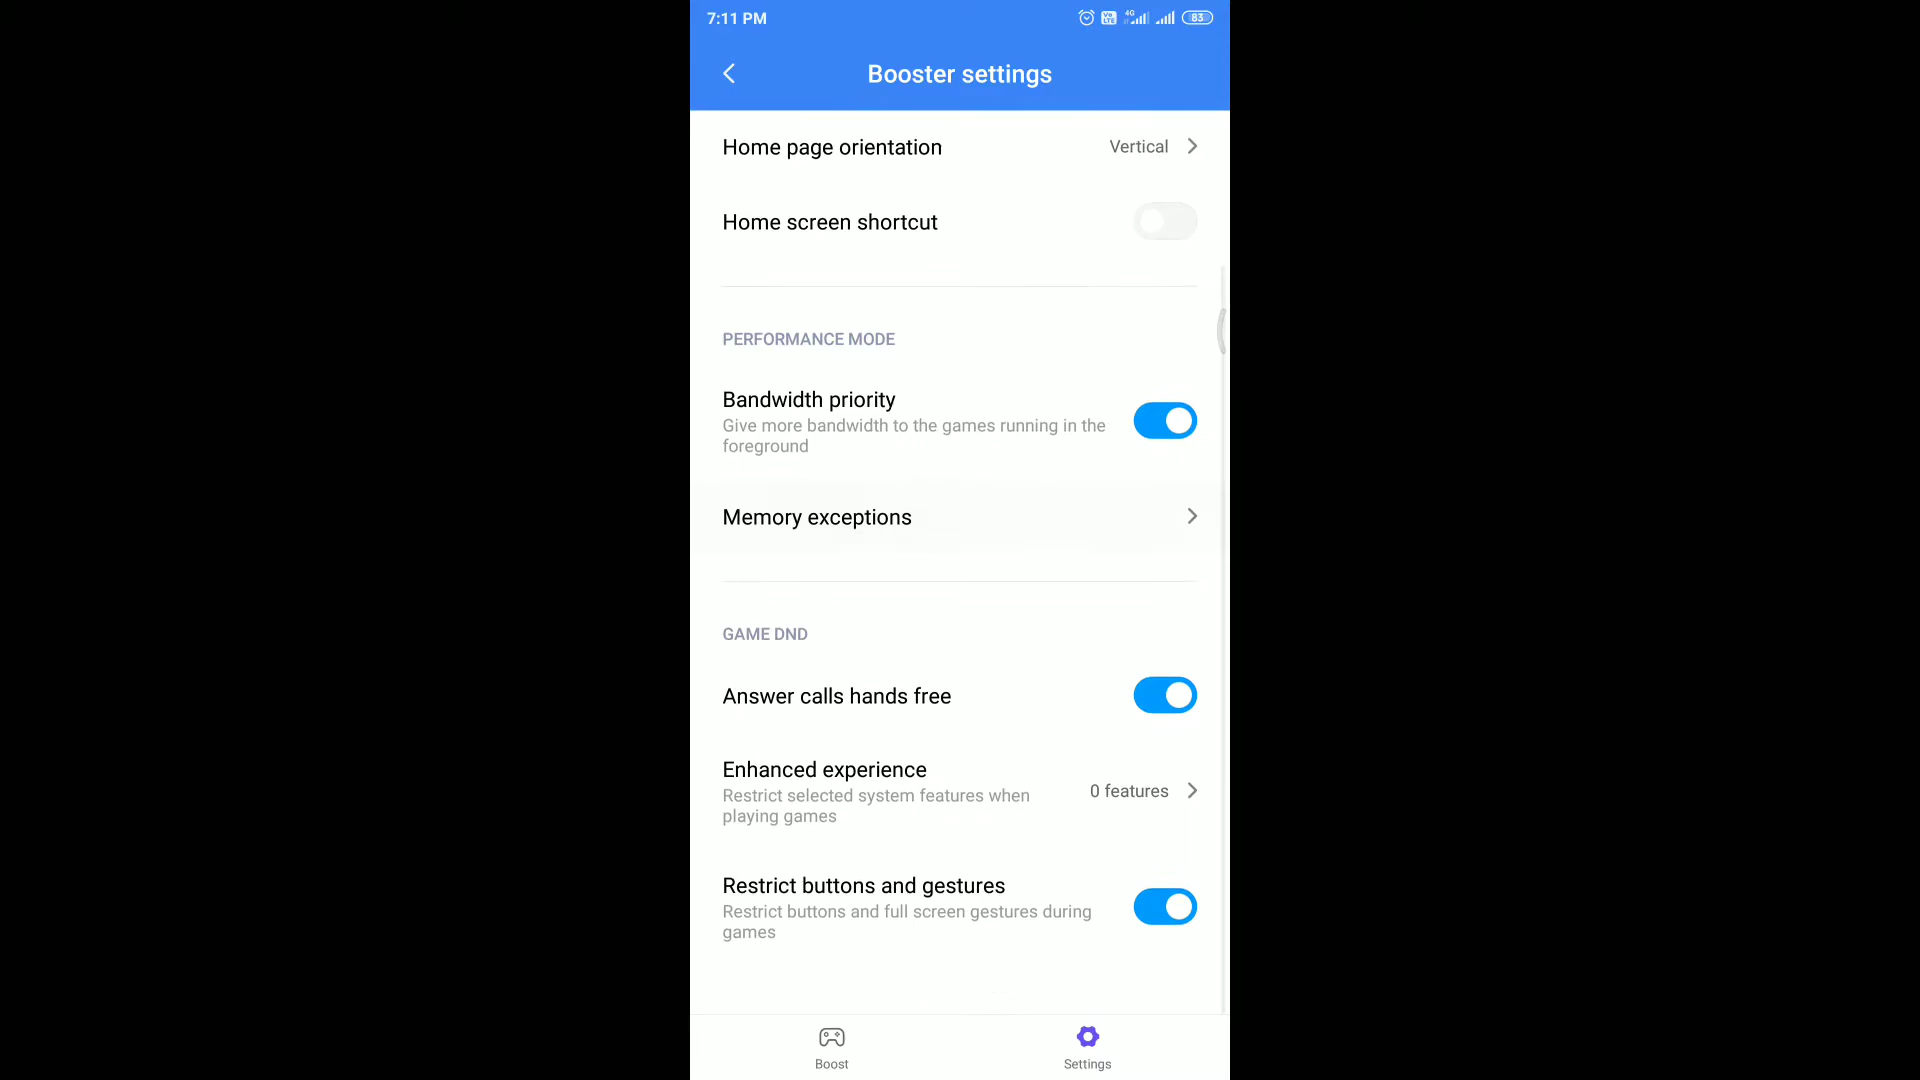 7:11 PM
4G
83
Booster settings
Home page orientation
Vertical
Home screen shortcut
PERFORMANCE MODE
Bandwidth priority
Give more bandwidth to the games running in the
foreground
Memory exceptions
GAME DND
Answer calls hands free
Enhanced experience
Restrict selected system features when
playing games
0 features
Restrict buttons and gestures
Restrict buttons and full screen gestures during
games
Boost
Settings